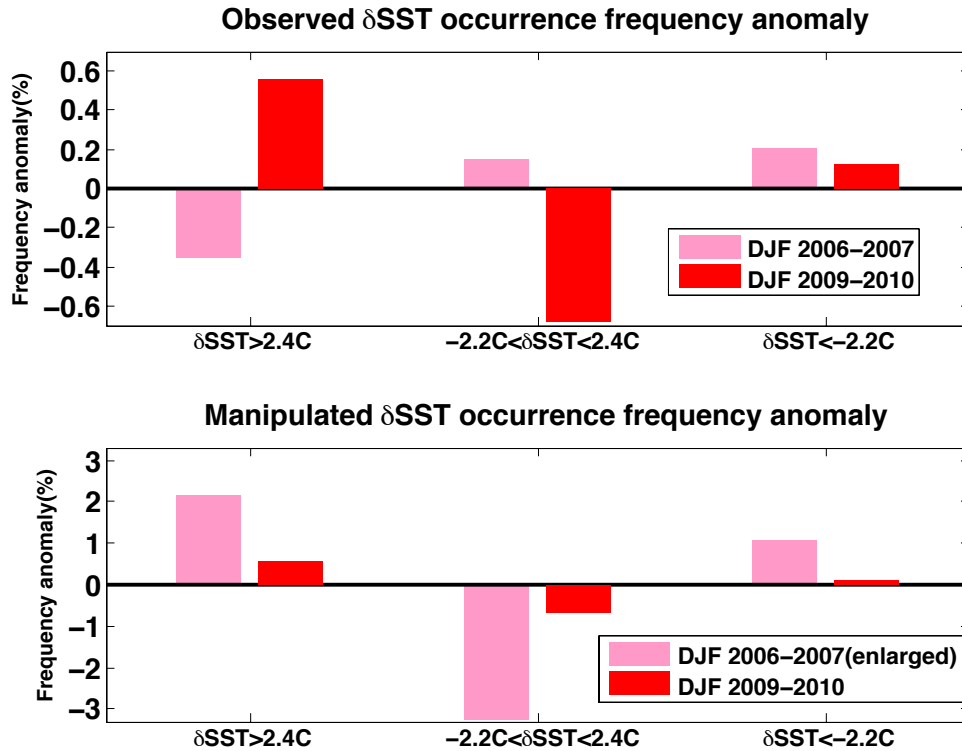 Observed δSST occurrence frequency anomaly
Frequency anomaly(%)
0.6
0.4
0.2
0
−0.2
−0.4
−0.6
DJF 2006−2007
DJF 2009−2010
δSST>2.4C
−2.2C<δSST<2.4C
δSST<−2.2C
Manipulated δSST occurrence frequency anomaly
Frequency anomaly(%)
3
2
1
0
−1
−2
−3
DJF 2006−2007(enlarged)
DJF 2009−2010
δSST>2.4C
−2.2C<δSST<2.4C
δSST<−2.2C